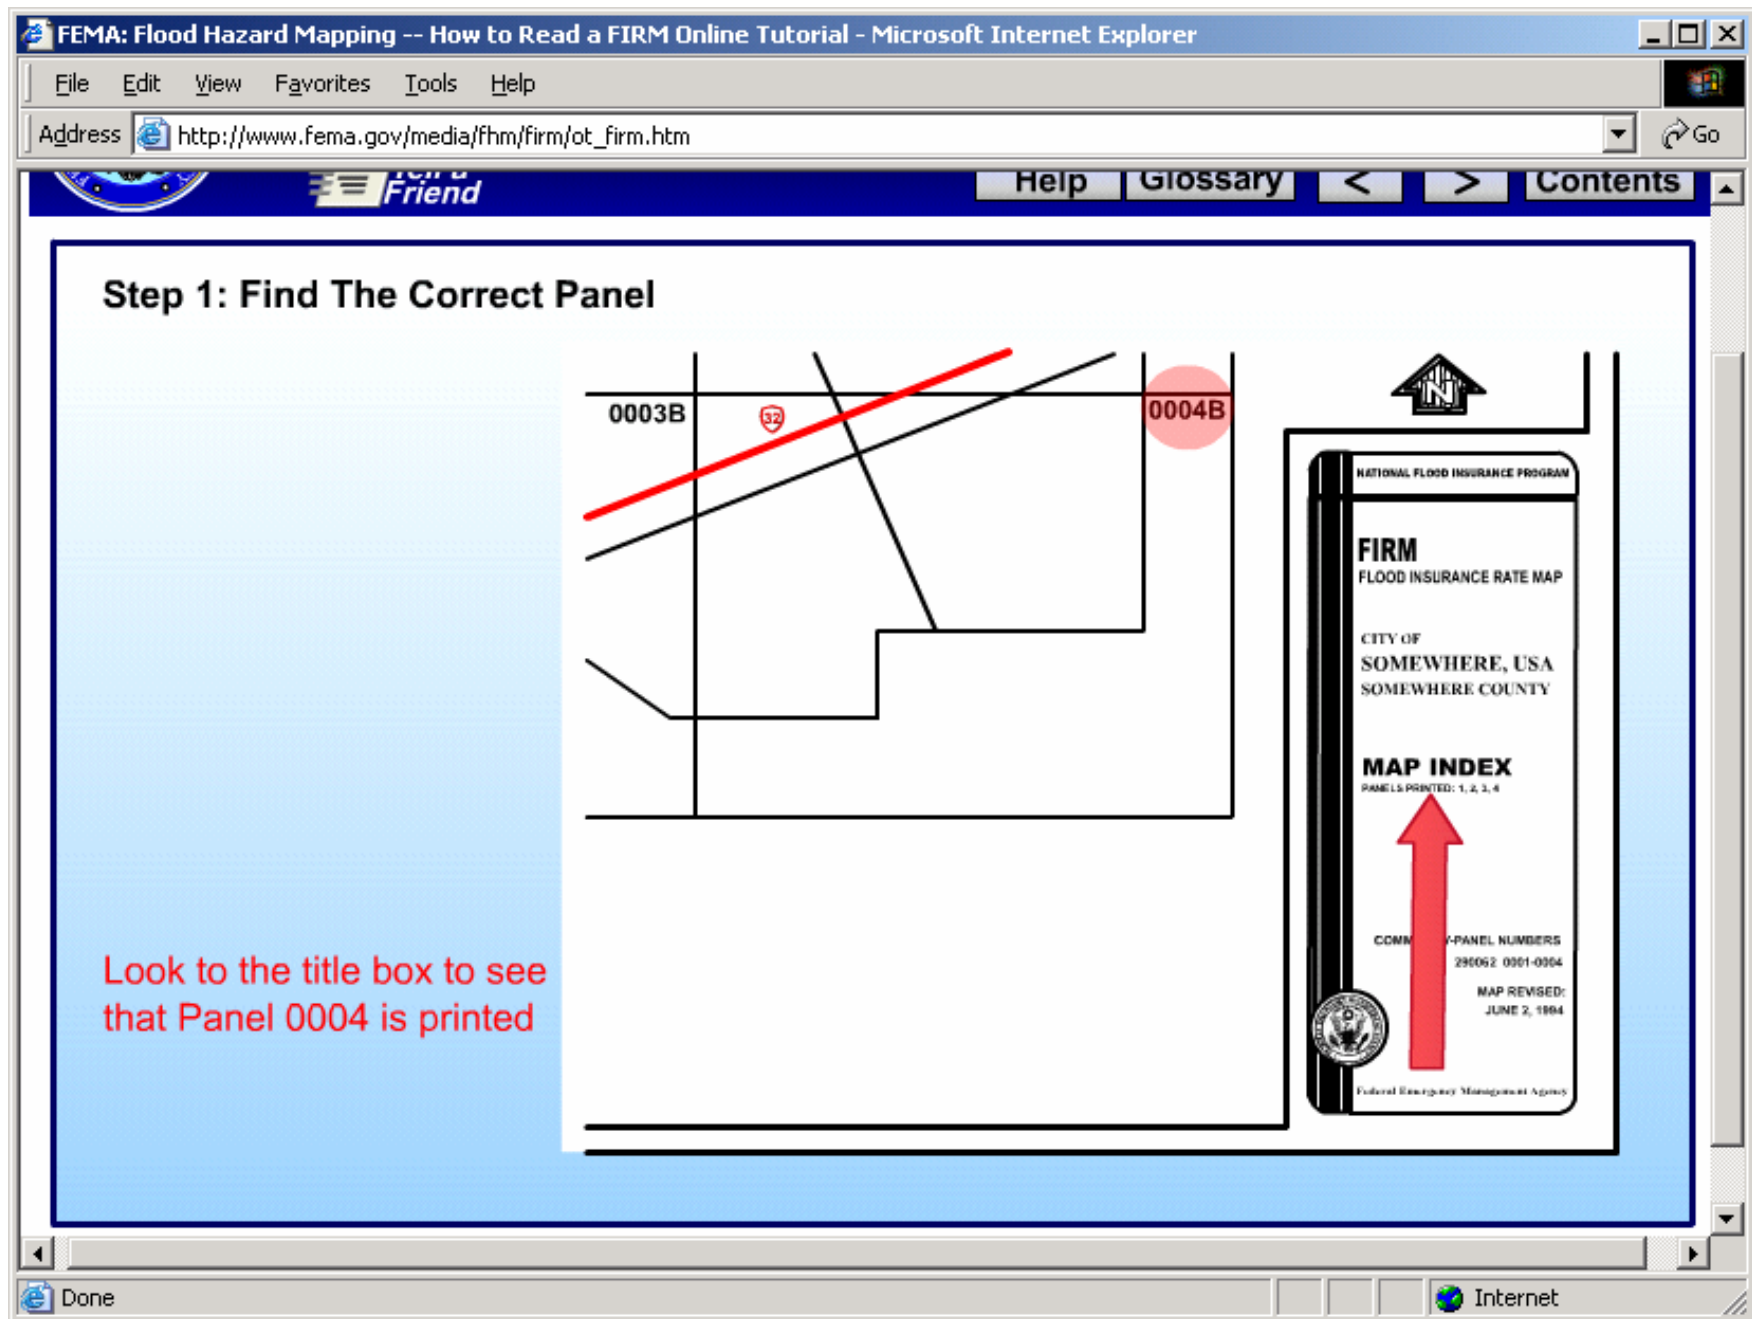 FEMA: Flood Hazard Mapping -- How to Read a FIRM Online Tutorial - Microsoft Internet Explorer
File Edit View Favorites Tools Help
Address http://www.fema.gov/media/fhm/firm/ot_firm.htm Go
Tell a
Friend
Help Glossary < > Contents
Step 1: Find The Correct Panel
0003B
32
0004B
N
NATIONAL FLOOD INSURANCE PROGRAM
FIRM
FLOOD INSURANCE RATE MAP
CITY OF
SOMEWHERE, USA
SOMEWHERE COUNTY
MAP INDEX
PANELS PRINTED: 1, 2, 3, 4
Look to the title box to see
that Panel 0004 is printed
-PANEL NUMBERS
290062 0001-0004
MAP REVISED:
JUNE 2, 1994
Federal Emergency Management Agency
Done
Internet